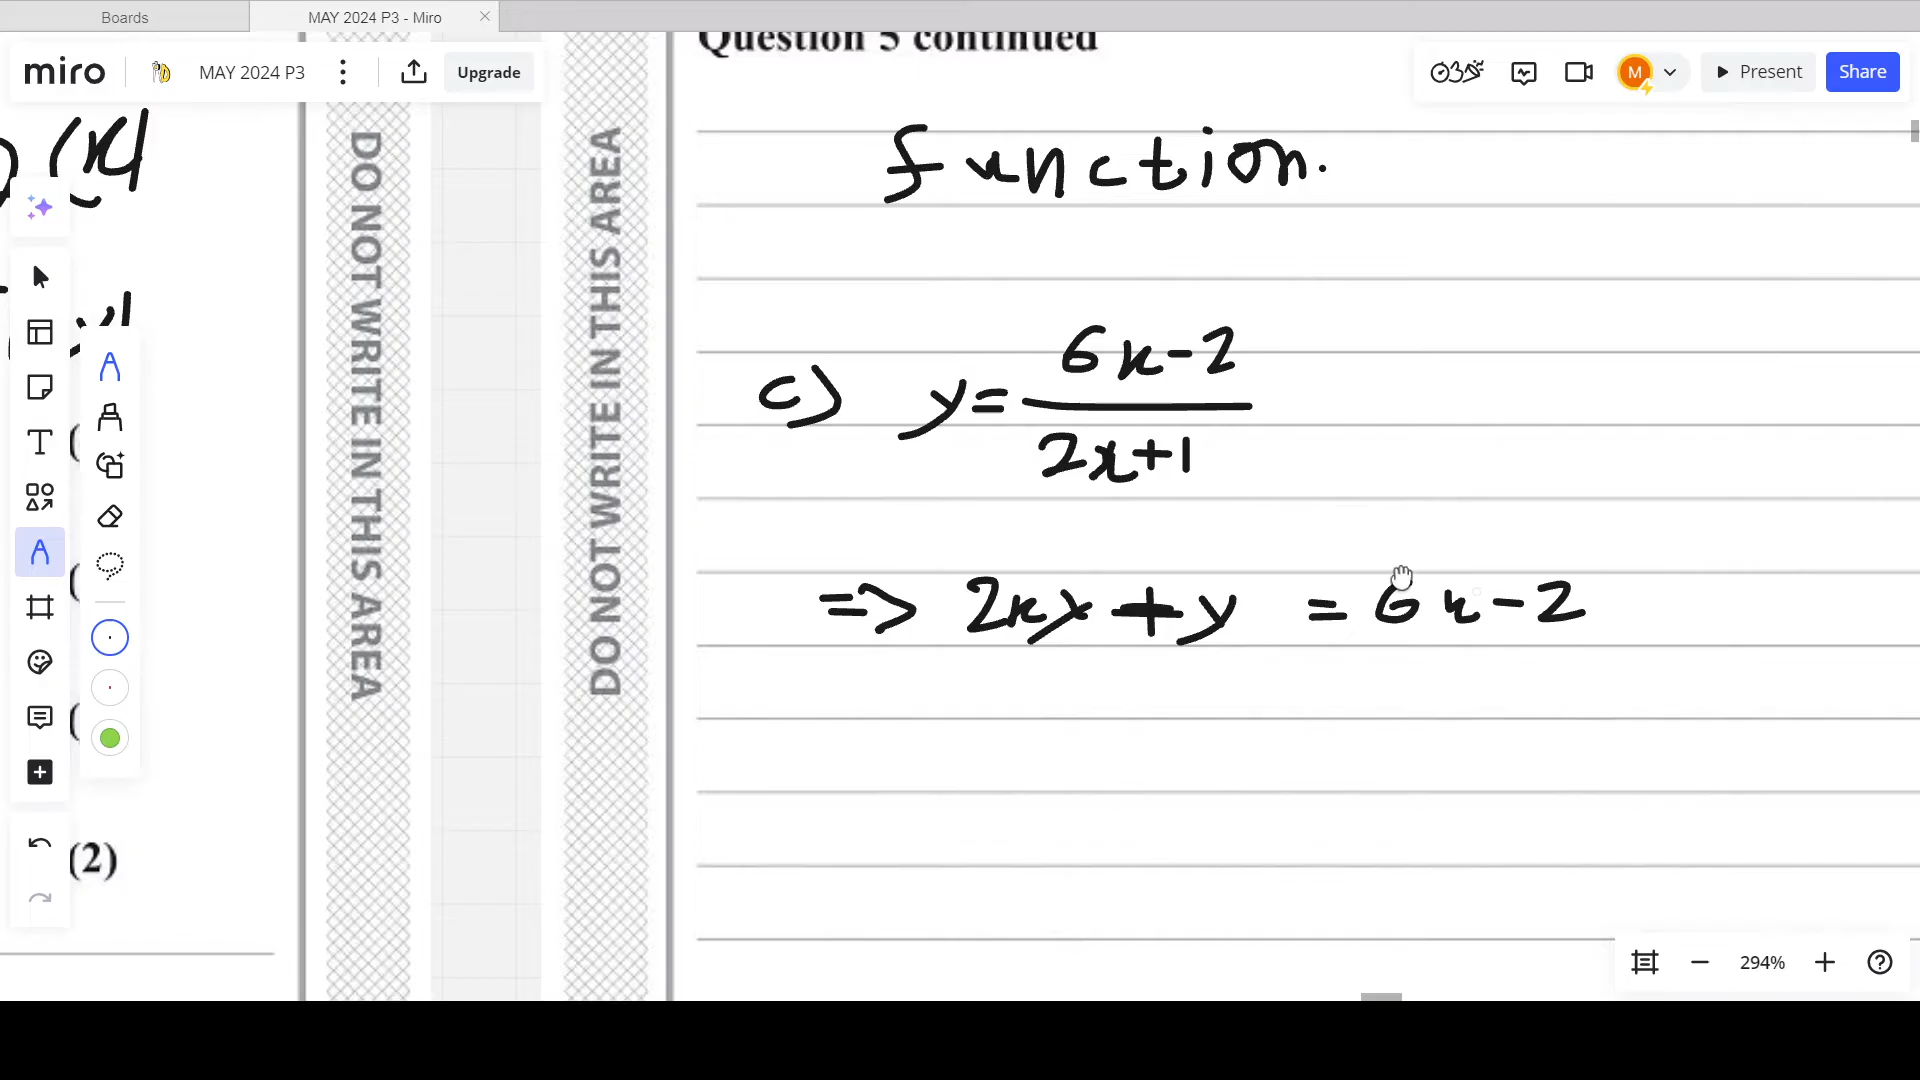 Boards
MAY 2024 P3 - Miro
miro
MAY 2024 P3
Upgrade
Present
Share
M
Question 5 continued
DO NOT WRITE IN THIS AREA
DO NOT WRITE IN THIS AREA
function.
c) y = (6x-2)/(2x+1)
=> 2xy + y = 6x-2
(x)
T
(
(
(
(2)
294%